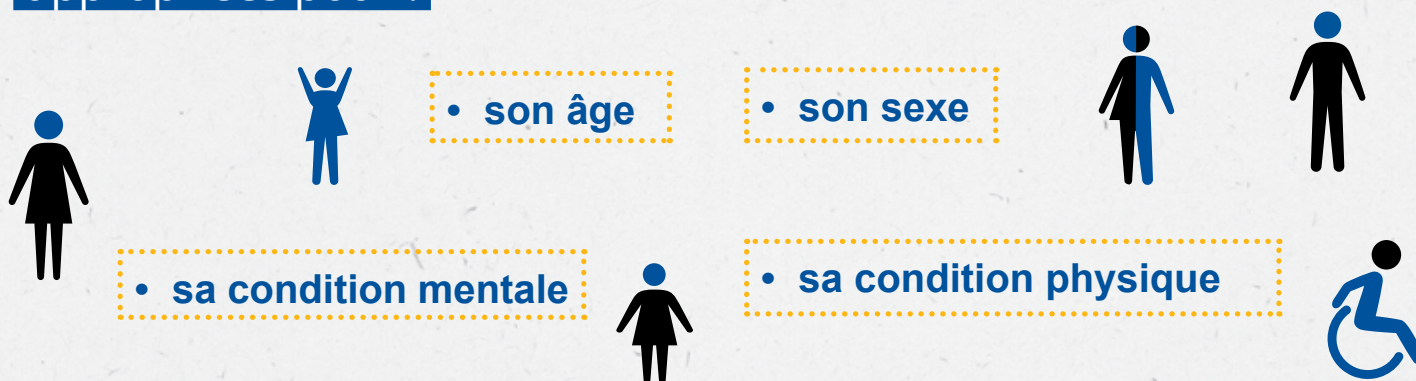 • son âge
• son sexe
• sa condition mentale
• sa condition physique